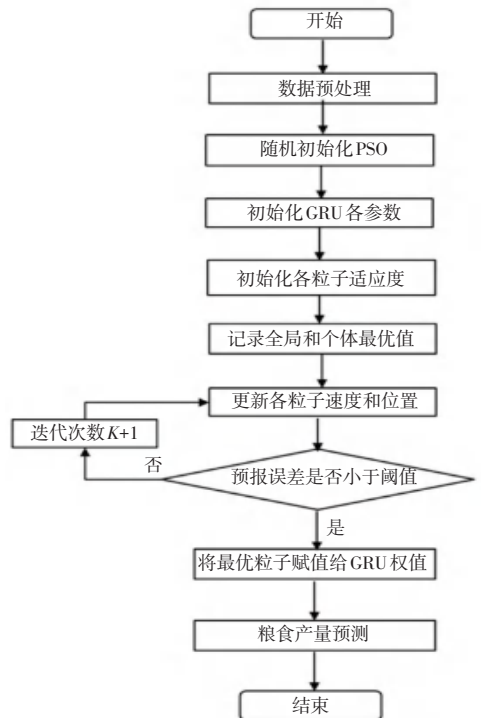 开始
数据预处理
随机初始化PSO
初始化GRU各参数
初始化各粒子适应度
记录全局和个体最优值
更新各粒子速度和位置
迭代次数K+1
否
预报误差是否小于阈值
是
将最优粒子赋值给GRU权值
粮食产量预测
结束